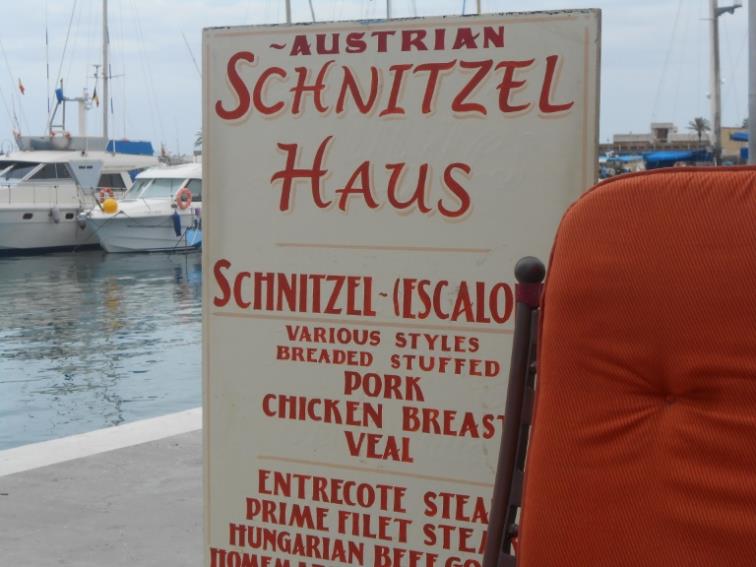 ~AUSTRIAN
SCHNITZEL
HAUS
SCHNITZEL~(ESCALO
VARIOUS STYLES
BREADED STUFFED
PORK
CHICKEN BREAST
VEAL
ENTRECOTE STEA
PRIME FILET STEA
HUNGARIAN BEEF GO